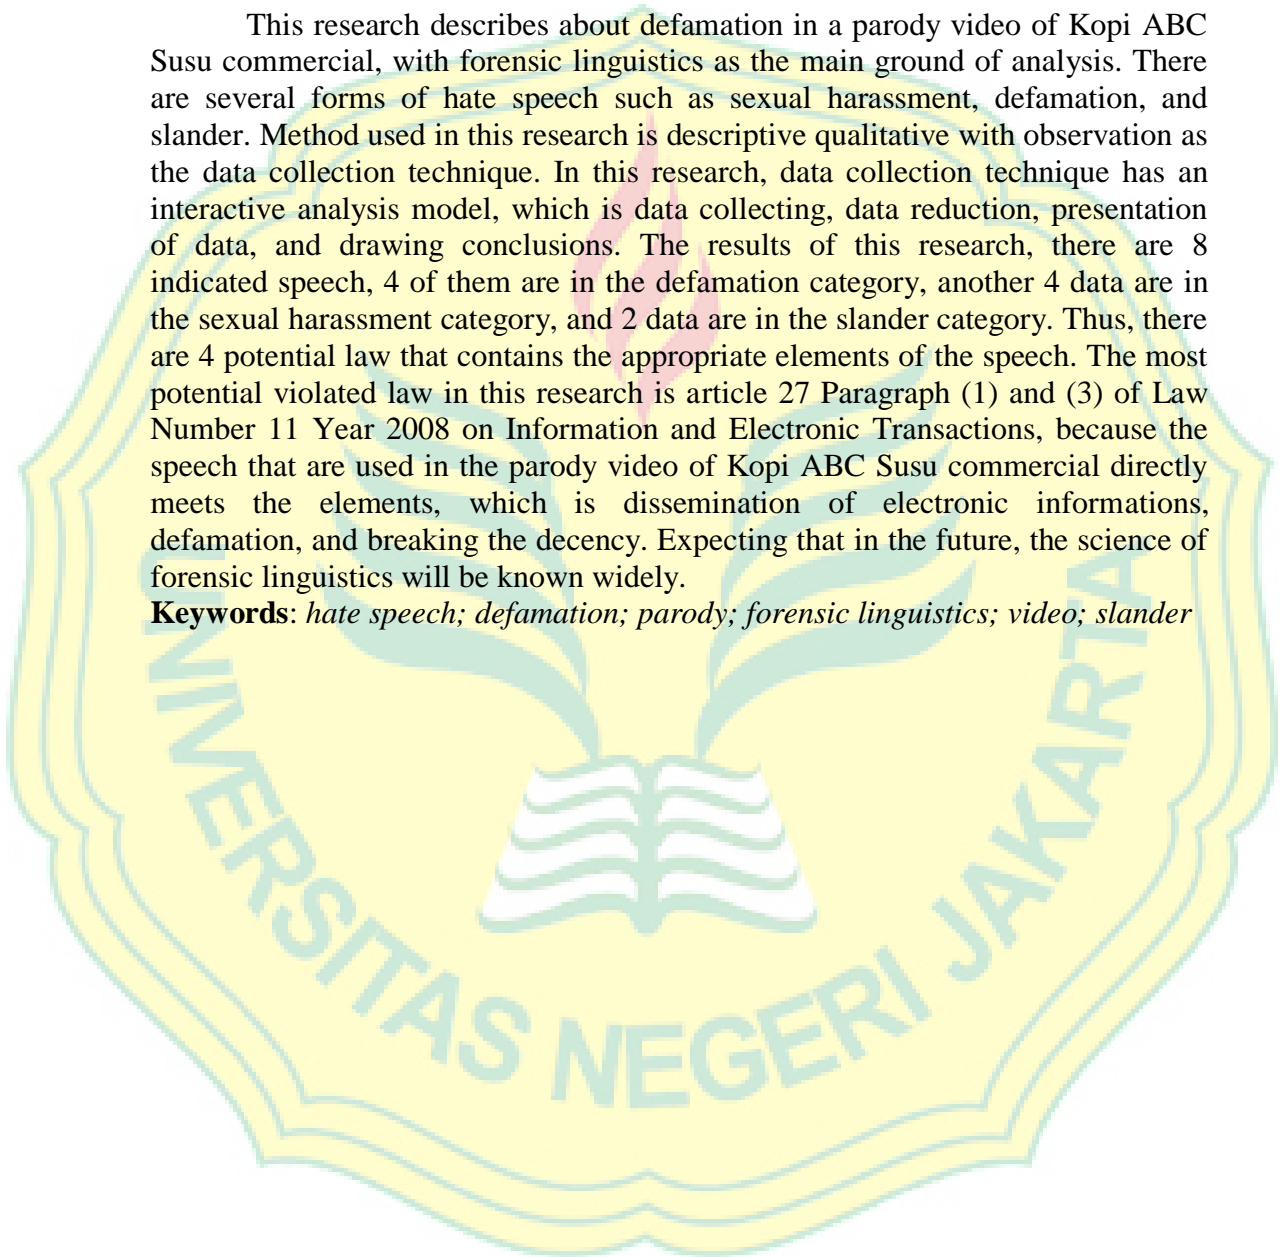 This research describes about defamation in a parody video of Kopi ABC
Susu commercial, with forensic linguistics as the main ground of analysis. There
are several forms of hate speech such as sexual harassment, defamation, and
slander. Method used in this research is descriptive qualitative with observation as
the data collection technique. In this research, data collection technique has an
interactive analysis model, which is data collecting, data reduction, presentation
of data, and drawing conclusions. The results of this research, there are 8
indicated speech, 4 of them are in the defamation category, another 4 data are in
the sexual harassment category, and 2 data are in the slander category. Thus, there
are 4 potential law that contains the appropriate elements of the speech. The most
potential violated law in this research is article 27 Paragraph (1) and (3) of Law
Number 11 Year 2008 on Information and Electronic Transactions, because the
speech that are used in the parody video of Kopi ABC Susu commercial directly
meets the elements, which is dissemination of electronic informations,
defamation, and breaking the decency. Expecting that in the future, the science of
forensic linguistics will be known widely.
Keywords: hate speech; defamation; parody; forensic linguistics; video; slander
UNIVERSITAS NEGERI JAKARTA